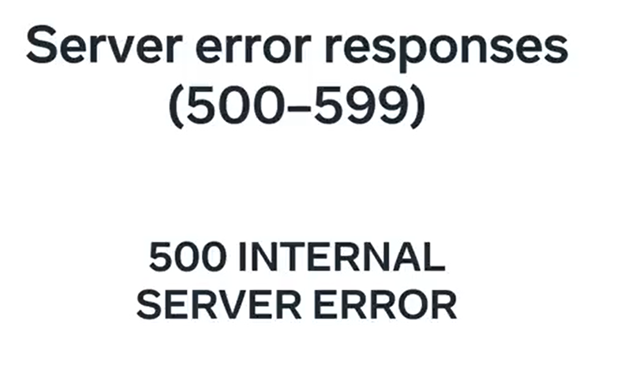 Server error responses
(500–599)
500 INTERNAL
SERVER ERROR